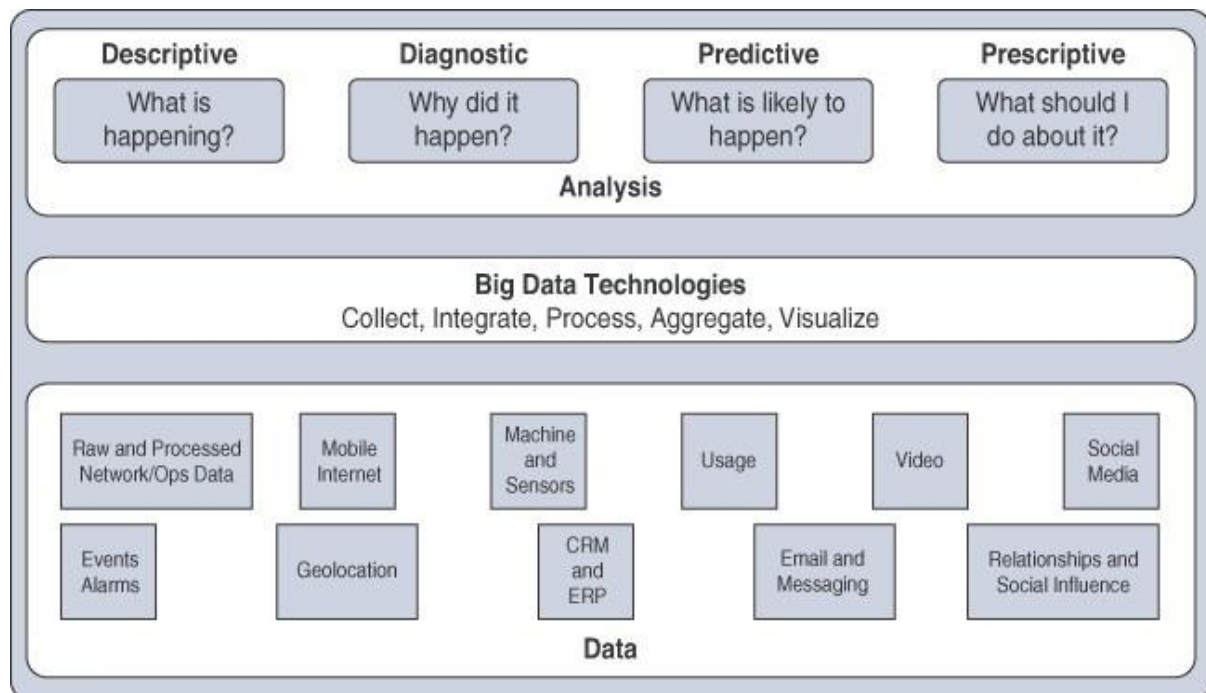 Descriptive
Diagnostic
Predictive
Prescriptive
What is
happening?
Why did it
happen?
What is likely to
happen?
What should I
do about it?
Analysis
Big Data Technologies
Collect, Integrate, Process, Aggregate, Visualize
Raw and Processed
Network/Ops Data
Mobile
Internet
Machine
and
Sensors
Usage
Video
Social
Media
Events
Alarms
Geolocation
CRM
and
ERP
Email and
Messaging
Relationships and
Social Influence
Data